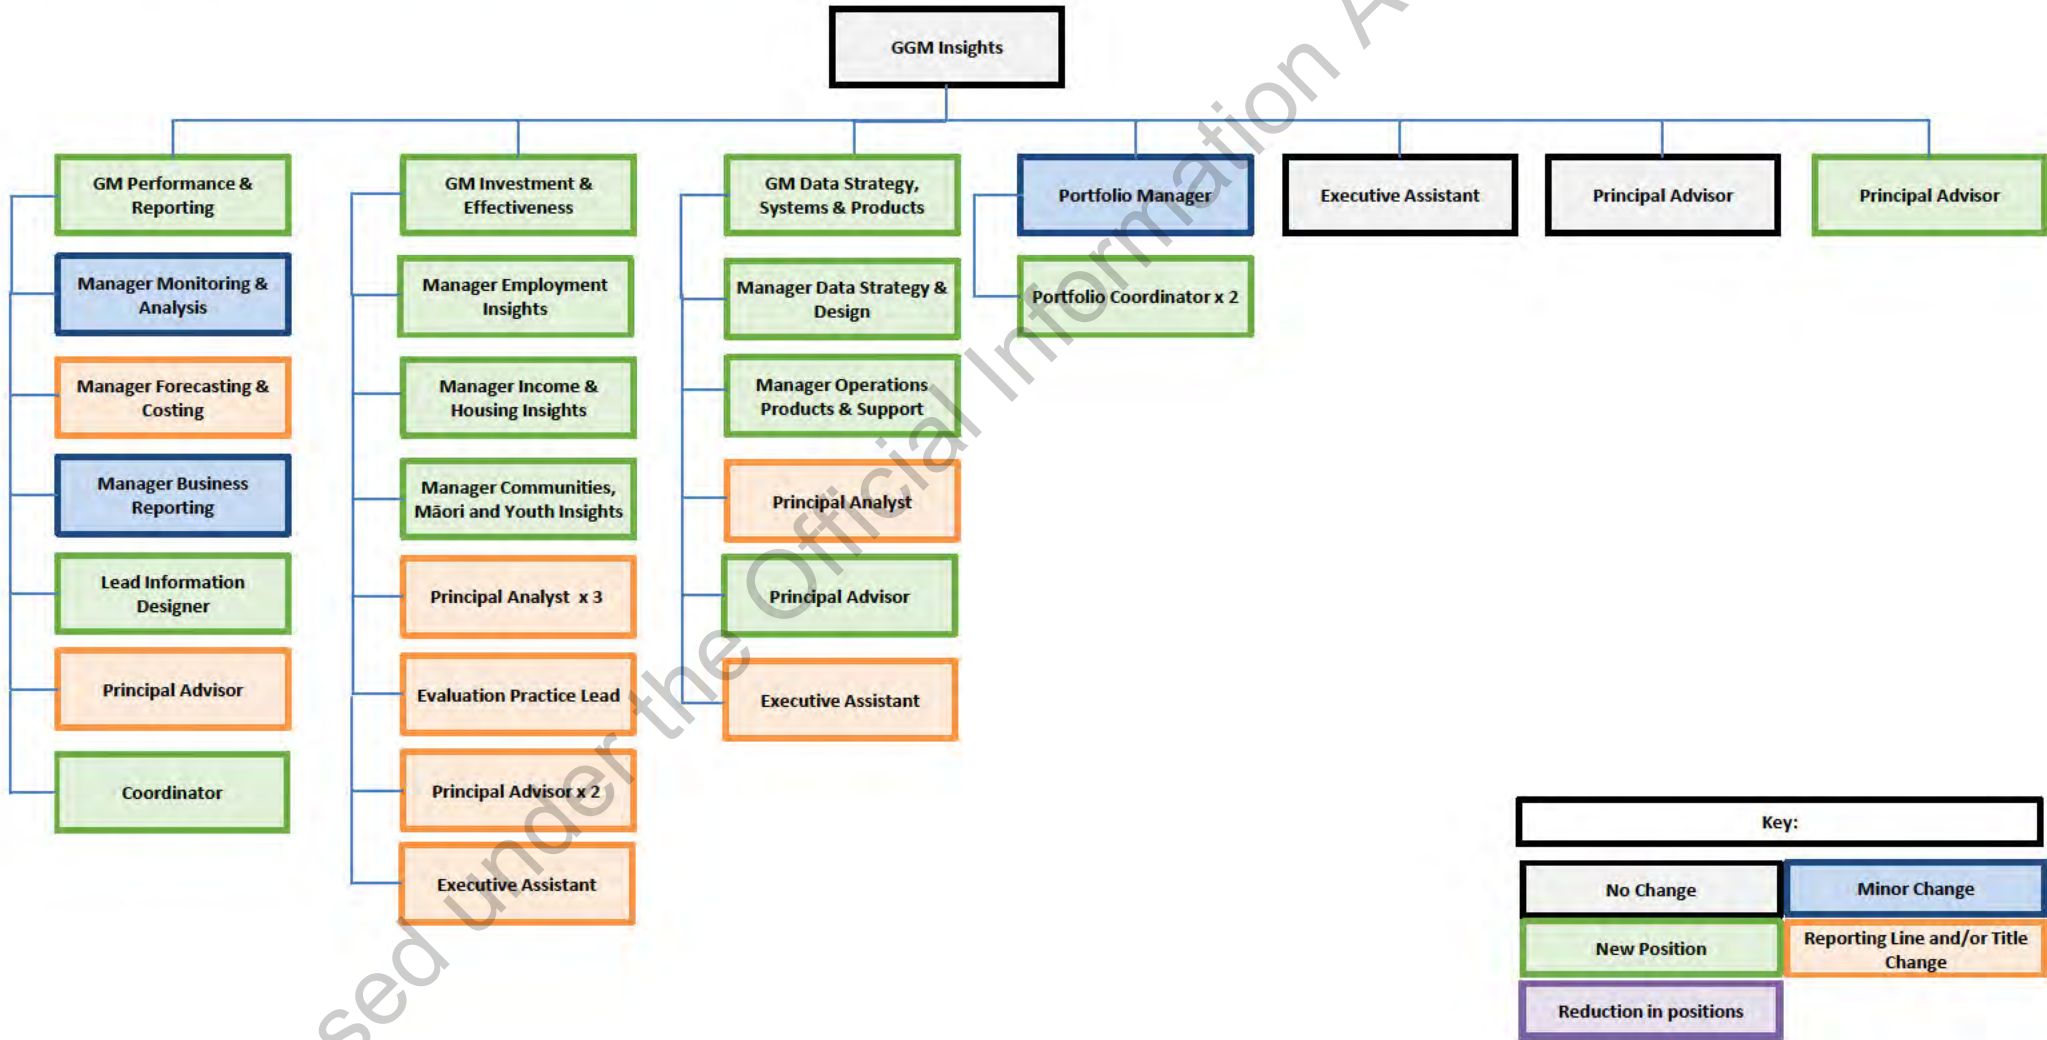 GGM Insights
GM Performance &
Reporting
GM Investment &
Effectiveness
GM Data Strategy,
Systems & Products
Portfolio Manager
Executive Assistant
Principal Advisor
Principal Advisor
Manager Monitoring &
Analysis
Manager Forecasting &
Costing
Manager Business
Reporting
Lead Information
Designer
Principal Advisor
Coordinator
Manager Employment
Insights
Manager Income &
Housing Insights
Manager Communities,
Māori and Youth Insights
Principal Analyst x 3
Evaluation Practice Lead
Principal Advisor x 2
Executive Assistant
Manager Data Strategy &
Design
Manager Operations
Products & Support
Principal Analyst
Principal Advisor
Executive Assistant
Portfolio Coordinator x 2
Key:
No Change
Minor Change
New Position
Reporting Line and/or Title
Change
Reduction in positions
sed under the Official Information A